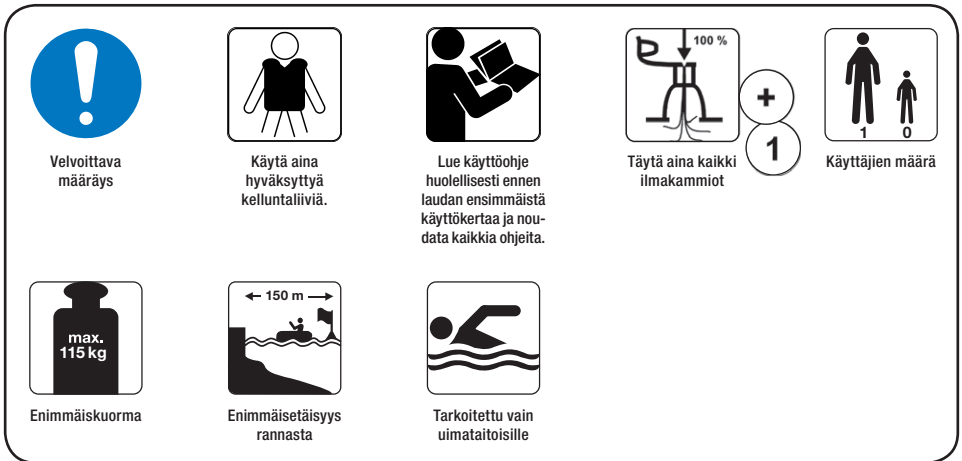 Velvoittava
määräys
Käytä aina
hyväksyttyä
kelluntaliiviä.
Lue käyttöohje
huolellisesti ennen
laudan ensimmäistä
käyttökertaa ja nou-
data kaikkia ohjeita.
100 %
+
1
Täytä aina kaikki
ilmakammiot
1 0
Käyttäjien määrä
max.
115 kg
Enimmäiskuorma
150 m
Enimmäisetäisyys
rannasta
Tarkoitettu vain
uimataitoisille